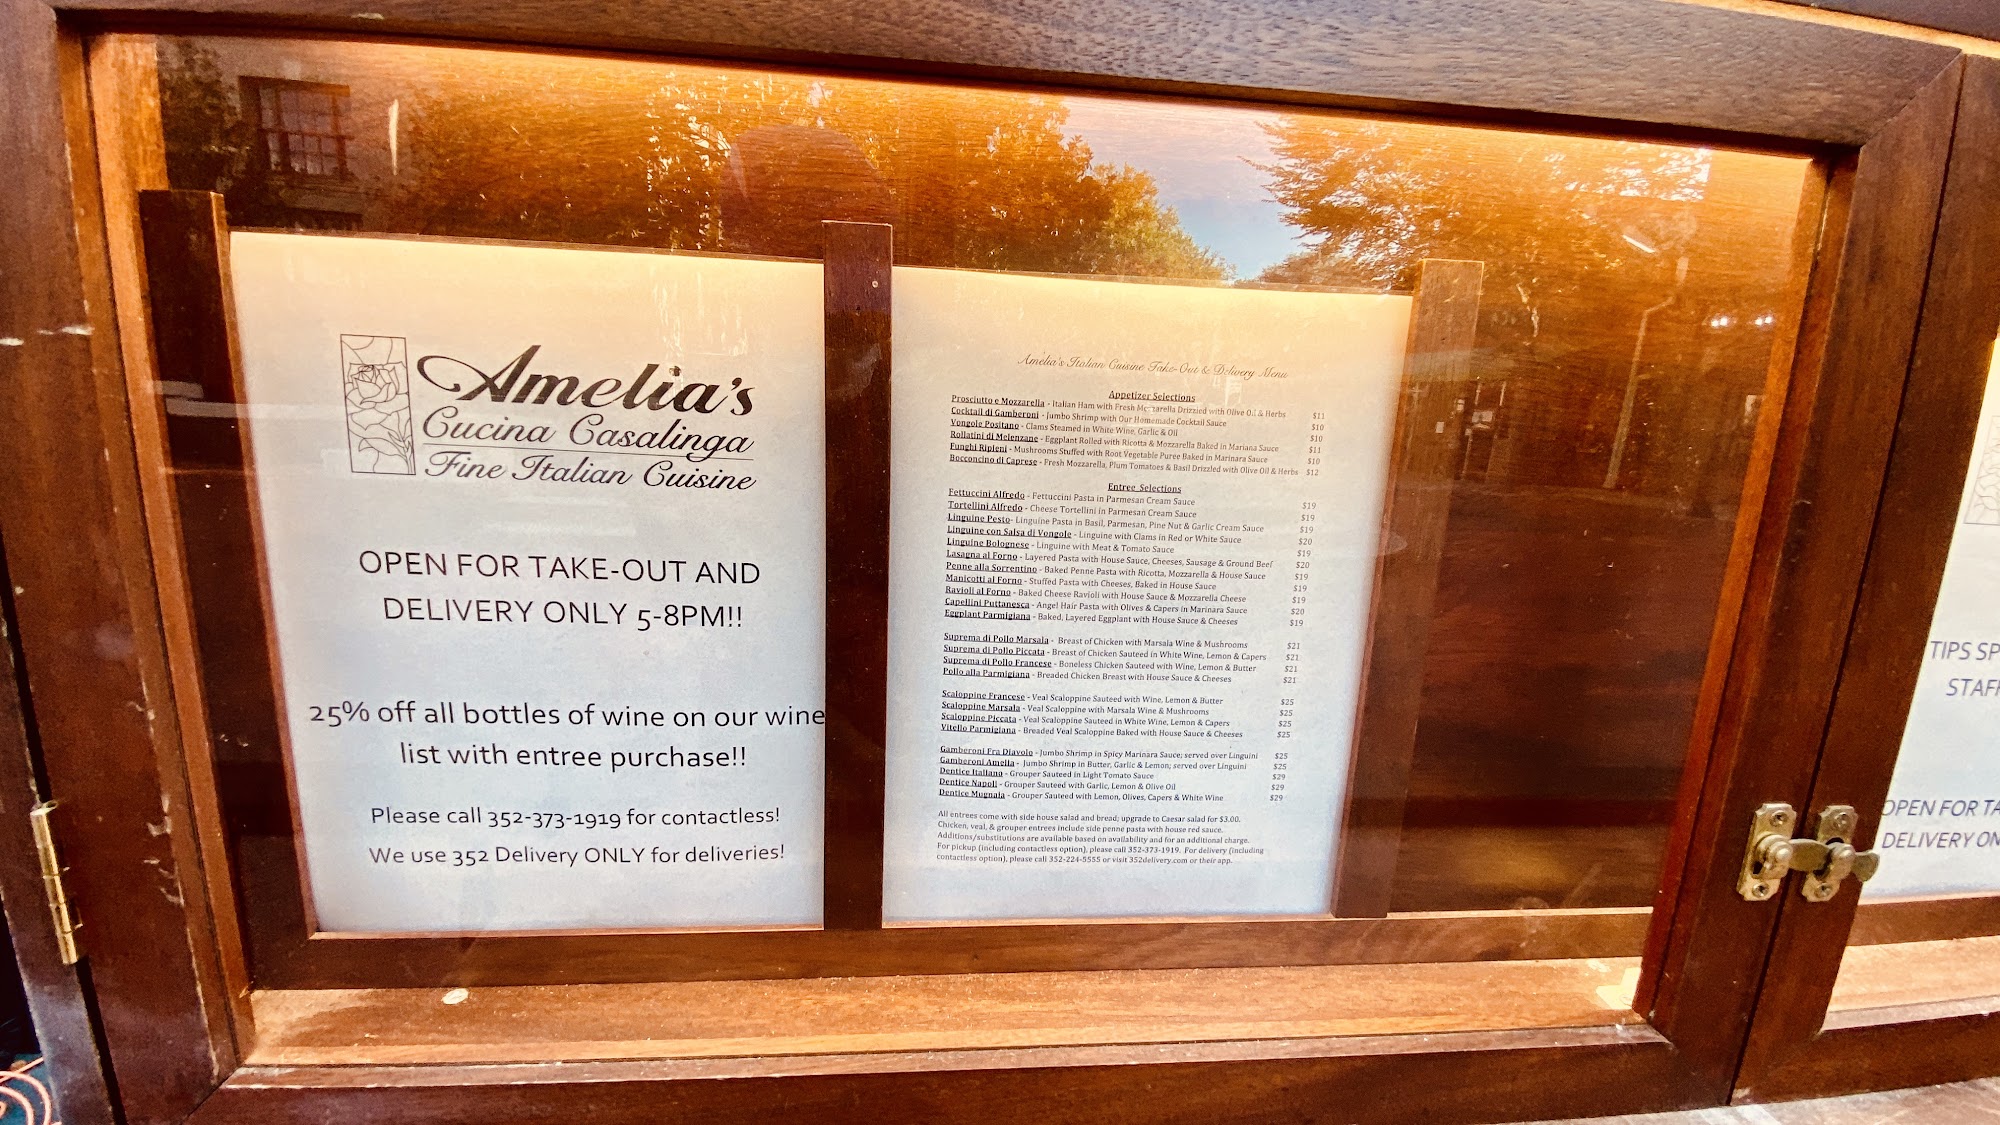 Amelia's
Cucina Casalinga
Fine Italian Cuisine
OPEN FOR TAKE-OUT AND
DELIVERY ONLY 5-8PM!!
25% off all bottles of wine on our wine
list with entree purchase!!
Please call 352-373-1919 for contactless!
We use 352 Delivery ONLY for deliveries!
Amelia's Italian Cuisine Take-Out & Delivery Menu
Appetizer Selections
Prosciutto e Mozzarella - Italian Ham with Fresh Mozzarella Drizzled with Olive Oil & Herbs $11
Cocktail di Gamberoni - Jumbo Shrimp with Our Homemade Cocktail Sauce $10
Vongole Positano - Clams Steamed in White Wine, Garlic & Oil $10
Rollatini di Melenzane - Eggplant Rolled with Ricotta & Mozzarella Baked in Mariana Sauce $11
Funghi Ripieni - Mushrooms Stuffed with Root Vegetable Puree Baked in Marinara Sauce $10
Bocconcino di Caprese - Fresh Mozzarella, Plum Tomatoes & Basil Drizzled with Olive Oil & Herbs $12
Entree Selections
Fettuccini Alfredo - Fettuccini Pasta in Parmesan Cream Sauce $19
Tortellini Alfredo - Cheese Tortellini in Parmesan Cream Sauce $19
Linguine Pesto- Linguine Pasta in Basil, Parmesan, Pine Nut & Garlic Cream Sauce $19
Linguine con Salsa di Vongole - Linguine with Clams in Red or White Sauce $20
Linguine Bolognese - Linguine with Meat & Tomato Sauce $19
Lasagna al Forno - Layered Pasta with House Sauce, Cheeses, Sausage & Ground Beef $20
Penne alla Sorrentino - Baked Penne Pasta with Ricotta, Mozzarella & House Sauce $19
Manicotti al Forno - Stuffed Pasta with Cheeses, Baked in House Sauce $19
Ravioli al Forno - Baked Cheese Ravioli with House Sauce & Mozzarella Cheese $19
Capellini Puttanesca - Angel Hair Pasta with Olives & Capers in Marinara Sauce $20
Eggplant Parmigiana - Baked, Layered Eggplant with House Sauce & Cheeses $19
Suprema di Pollo Marsala - Breast of Chicken with Marsala Wine & Mushrooms $21
Suprema di Pollo Piccata - Breast of Chicken Sauteed in White Wine, Lemon & Capers $21
Suprema di Pollo Francese - Boneless Chicken Sauteed with Wine, Lemon & Butter $21
Pollo alla Parmigiana - Breaded Chicken Breast with House Sauce & Cheeses $21
Scaloppine Francese - Veal Scaloppine Sauteed with Wine, Lemon & Butter $25
Scaloppine Marsala - Veal Scaloppine with Marsala Wine & Mushrooms $25
Scaloppine Piccata - Veal Scaloppine Sauteed in White Wine, Lemon & Capers $25
Vitello Parmigiana - Breaded Veal Scaloppine Baked with House Sauce & Cheeses $25
Gamberoni Fra Diavolo - Jumbo Shrimp in Spicy Marinara Sauce; served over Linguini $25
Gamberoni Amelia - Jumbo Shrimp in Butter, Garlic & Lemon; served over Linguini $25
Dentice Italiano - Grouper Sauteed in Light Tomato Sauce $29
Dentice Napoli - Grouper Sauteed with Garlic, Lemon & Olive Oil $29
Dentice Mugnaia - Grouper Sauteed with Lemon, Olives, Capers & White Wine $29
All entrees come with side house salad and bread; upgrade to Caesar salad for $3.00.
Chicken, veal, & grouper entrees include side penne pasta with house red sauce.
Additions/substitutions are available based on availability and for an additional charge.
For pickup (including contactless option), please call 352-373-1919. For delivery (including
contactless option), please call 352-224-5555 or visit 352delivery.com or their app.
TIPS SP
STAF
OPEN FOR TA
DELIVERY ON